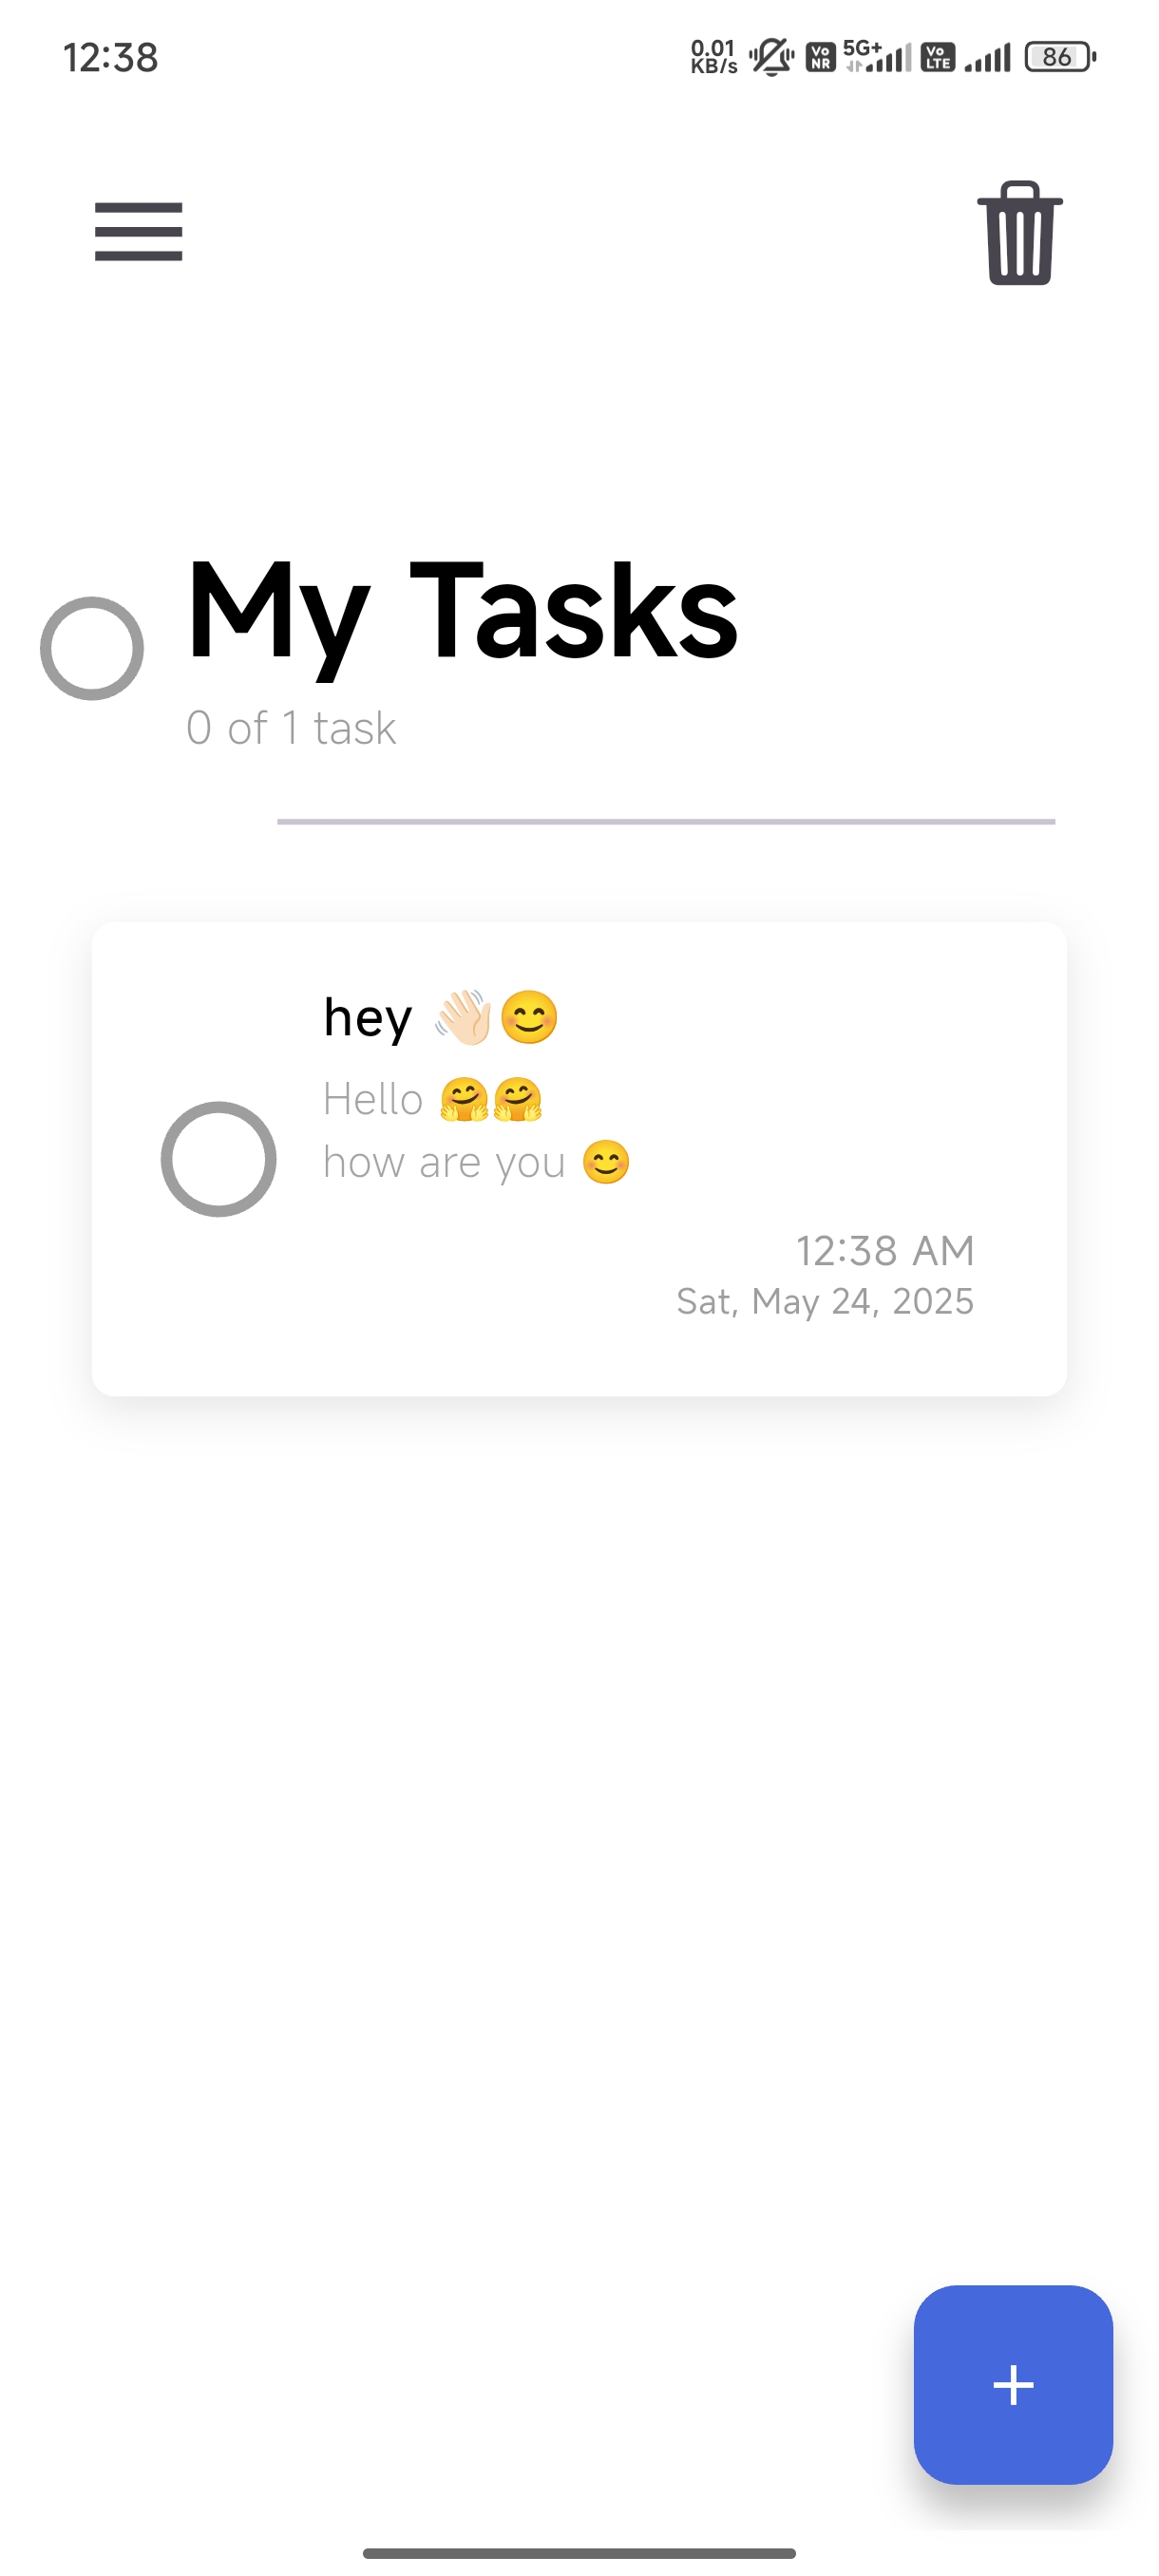 12:38
0.01 KB/s Vo NR 5G+ Vo LTE 86
My Tasks
0 of 1 task
hey 👋🏻😊
Hello 🤗🤗
how are you 😊
12:38 AM
Sat, May 24, 2025
+